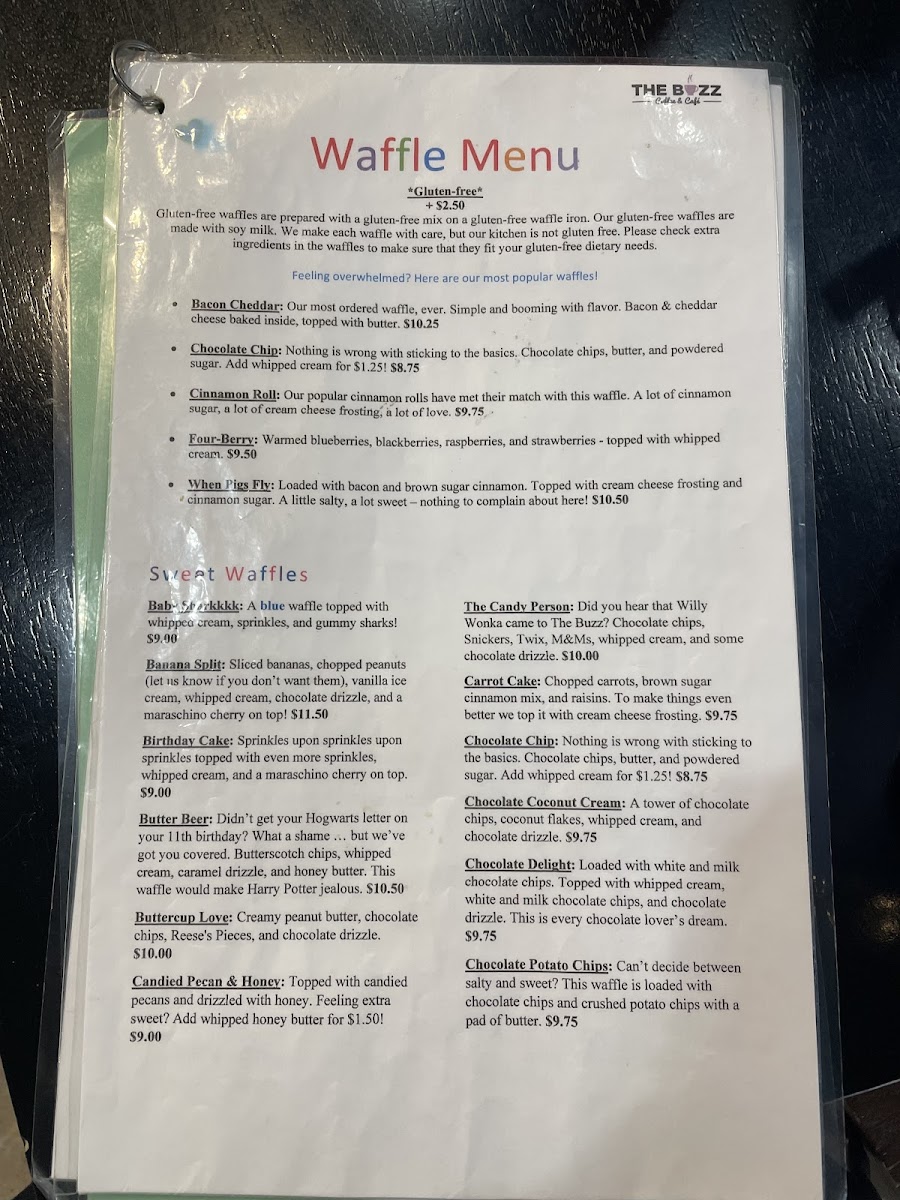 THE BUZZ
Coffee & Café
Waffle Menu
*Gluten-free*
+ $2.50
Gluten-free waffles are prepared with a gluten-free mix on a gluten-free waffle iron. Our gluten-free waffles are
made with soy milk. We make each waffle with care, but our kitchen is not gluten free. Please check extra
ingredients in the waffles to make sure that they fit your gluten-free dietary needs.
Feeling overwhelmed? Here are our most popular waffles!
• Bacon Cheddar: Our most ordered waffle, ever. Simple and booming with flavor. Bacon & cheddar
cheese baked inside, topped with butter. $10.25
• Chocolate Chip: Nothing is wrong with sticking to the basics. Chocolate chips, butter, and powdered
sugar. Add whipped cream for $1.25! $8.75
• Cinnamon Roll: Our popular cinnamon rolls have met their match with this waffle. A lot of cinnamon
sugar, a lot of cream cheese frosting, a lot of love. $9.75
• Four-Berry: Warmed blueberries, blackberries, raspberries, and strawberries - topped with whipped
cream. $9.50
• When Pigs Fly: Loaded with bacon and brown sugar cinnamon. Topped with cream cheese frosting and
cinnamon sugar. A little salty, a lot sweet – nothing to complain about here! $10.50
Sweet Waffles
Baby Sharkkkk: A blue waffle topped with
whipped cream, sprinkles, and gummy sharks!
$9.00
Banana Split: Sliced bananas, chopped peanuts
(let us know if you don't want them), vanilla ice
cream, whipped cream, chocolate drizzle, and a
maraschino cherry on top! $11.50
Birthday Cake: Sprinkles upon sprinkles upon
sprinkles topped with even more sprinkles,
whipped cream, and a maraschino cherry on top.
$9.00
Butter Beer: Didn't get your Hogwarts letter on
your 11th birthday? What a shame … but we've
got you covered. Butterscotch chips, whipped
cream, caramel drizzle, and honey butter. This
waffle would make Harry Potter jealous. $10.50
Buttercup Love: Creamy peanut butter, chocolate
chips, Reese's Pieces, and chocolate drizzle.
$10.00
Candied Pecan & Honey: Topped with candied
pecans and drizzled with honey. Feeling extra
sweet? Add whipped honey butter for $1.50!
$9.00
The Candy Person: Did you hear that Willy
Wonka came to The Buzz? Chocolate chips,
Snickers, Twix, M&Ms, whipped cream, and some
chocolate drizzle. $10.00
Carrot Cake: Chopped carrots, brown sugar
cinnamon mix, and raisins. To make things even
better we top it with cream cheese frosting. $9.75
Chocolate Chip: Nothing is wrong with sticking to
the basics. Chocolate chips, butter, and powdered
sugar. Add whipped cream for $1.25! $8.75
Chocolate Coconut Cream: A tower of chocolate
chips, coconut flakes, whipped cream, and
chocolate drizzle. $9.75
Chocolate Delight: Loaded with white and milk
chocolate chips. Topped with whipped cream,
white and milk chocolate chips, and chocolate
drizzle. This is every chocolate lover's dream.
$9.75
Chocolate Potato Chips: Can't decide between
salty and sweet? This waffle is loaded with
chocolate chips and crushed potato chips with a
pad of butter. $9.75